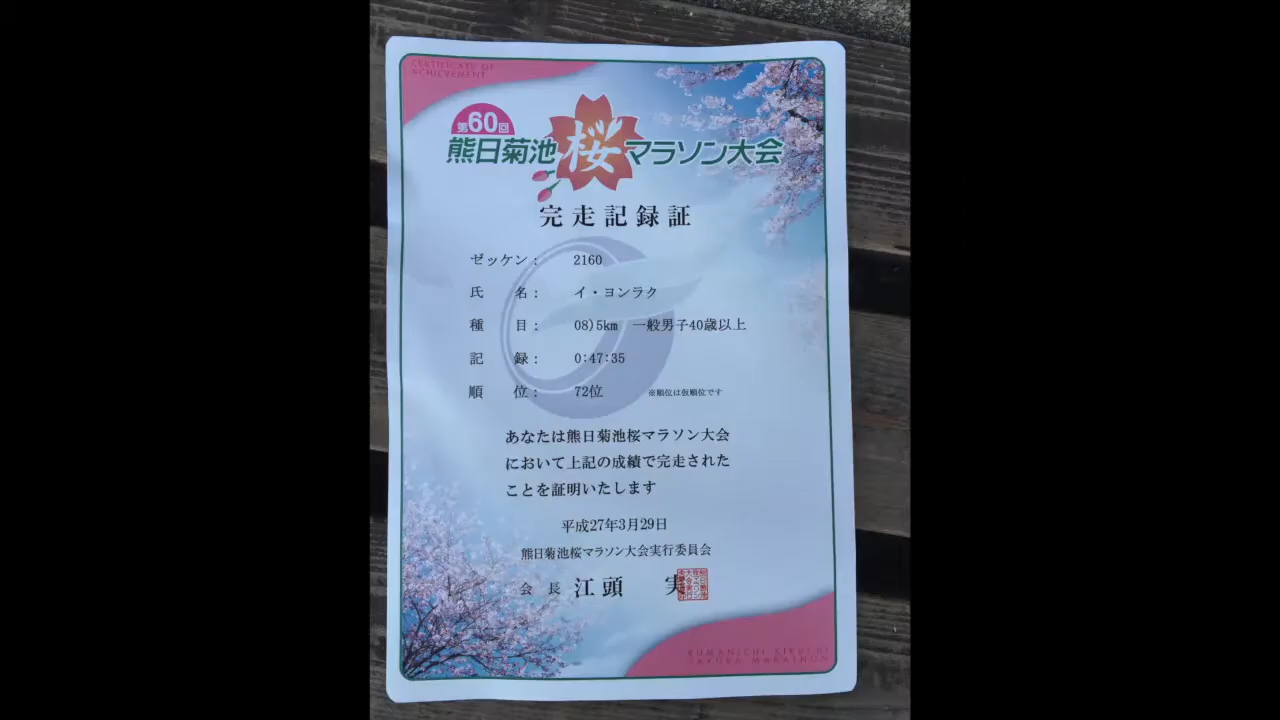 CERTIFICATE OF
ACHIEVEMENT
第60回
熊日菊池桜マラソン大会
完走記録証
ゼッケン： 2160
氏 名： イ・ヨンラク
種 目： 08)5km 一般男子40歳以上
記 録： 0:47:35
順 位： 72位 ※順位は仮順位です
あなたは熊日菊池桜マラソン大会
において上記の成績で完走された
ことを証明いたします
平成27年3月29日
熊日菊池桜マラソン大会実行委員会
会 長 江頭 実
KUMANICHI KIKUCHI
SAKURA MARATHON